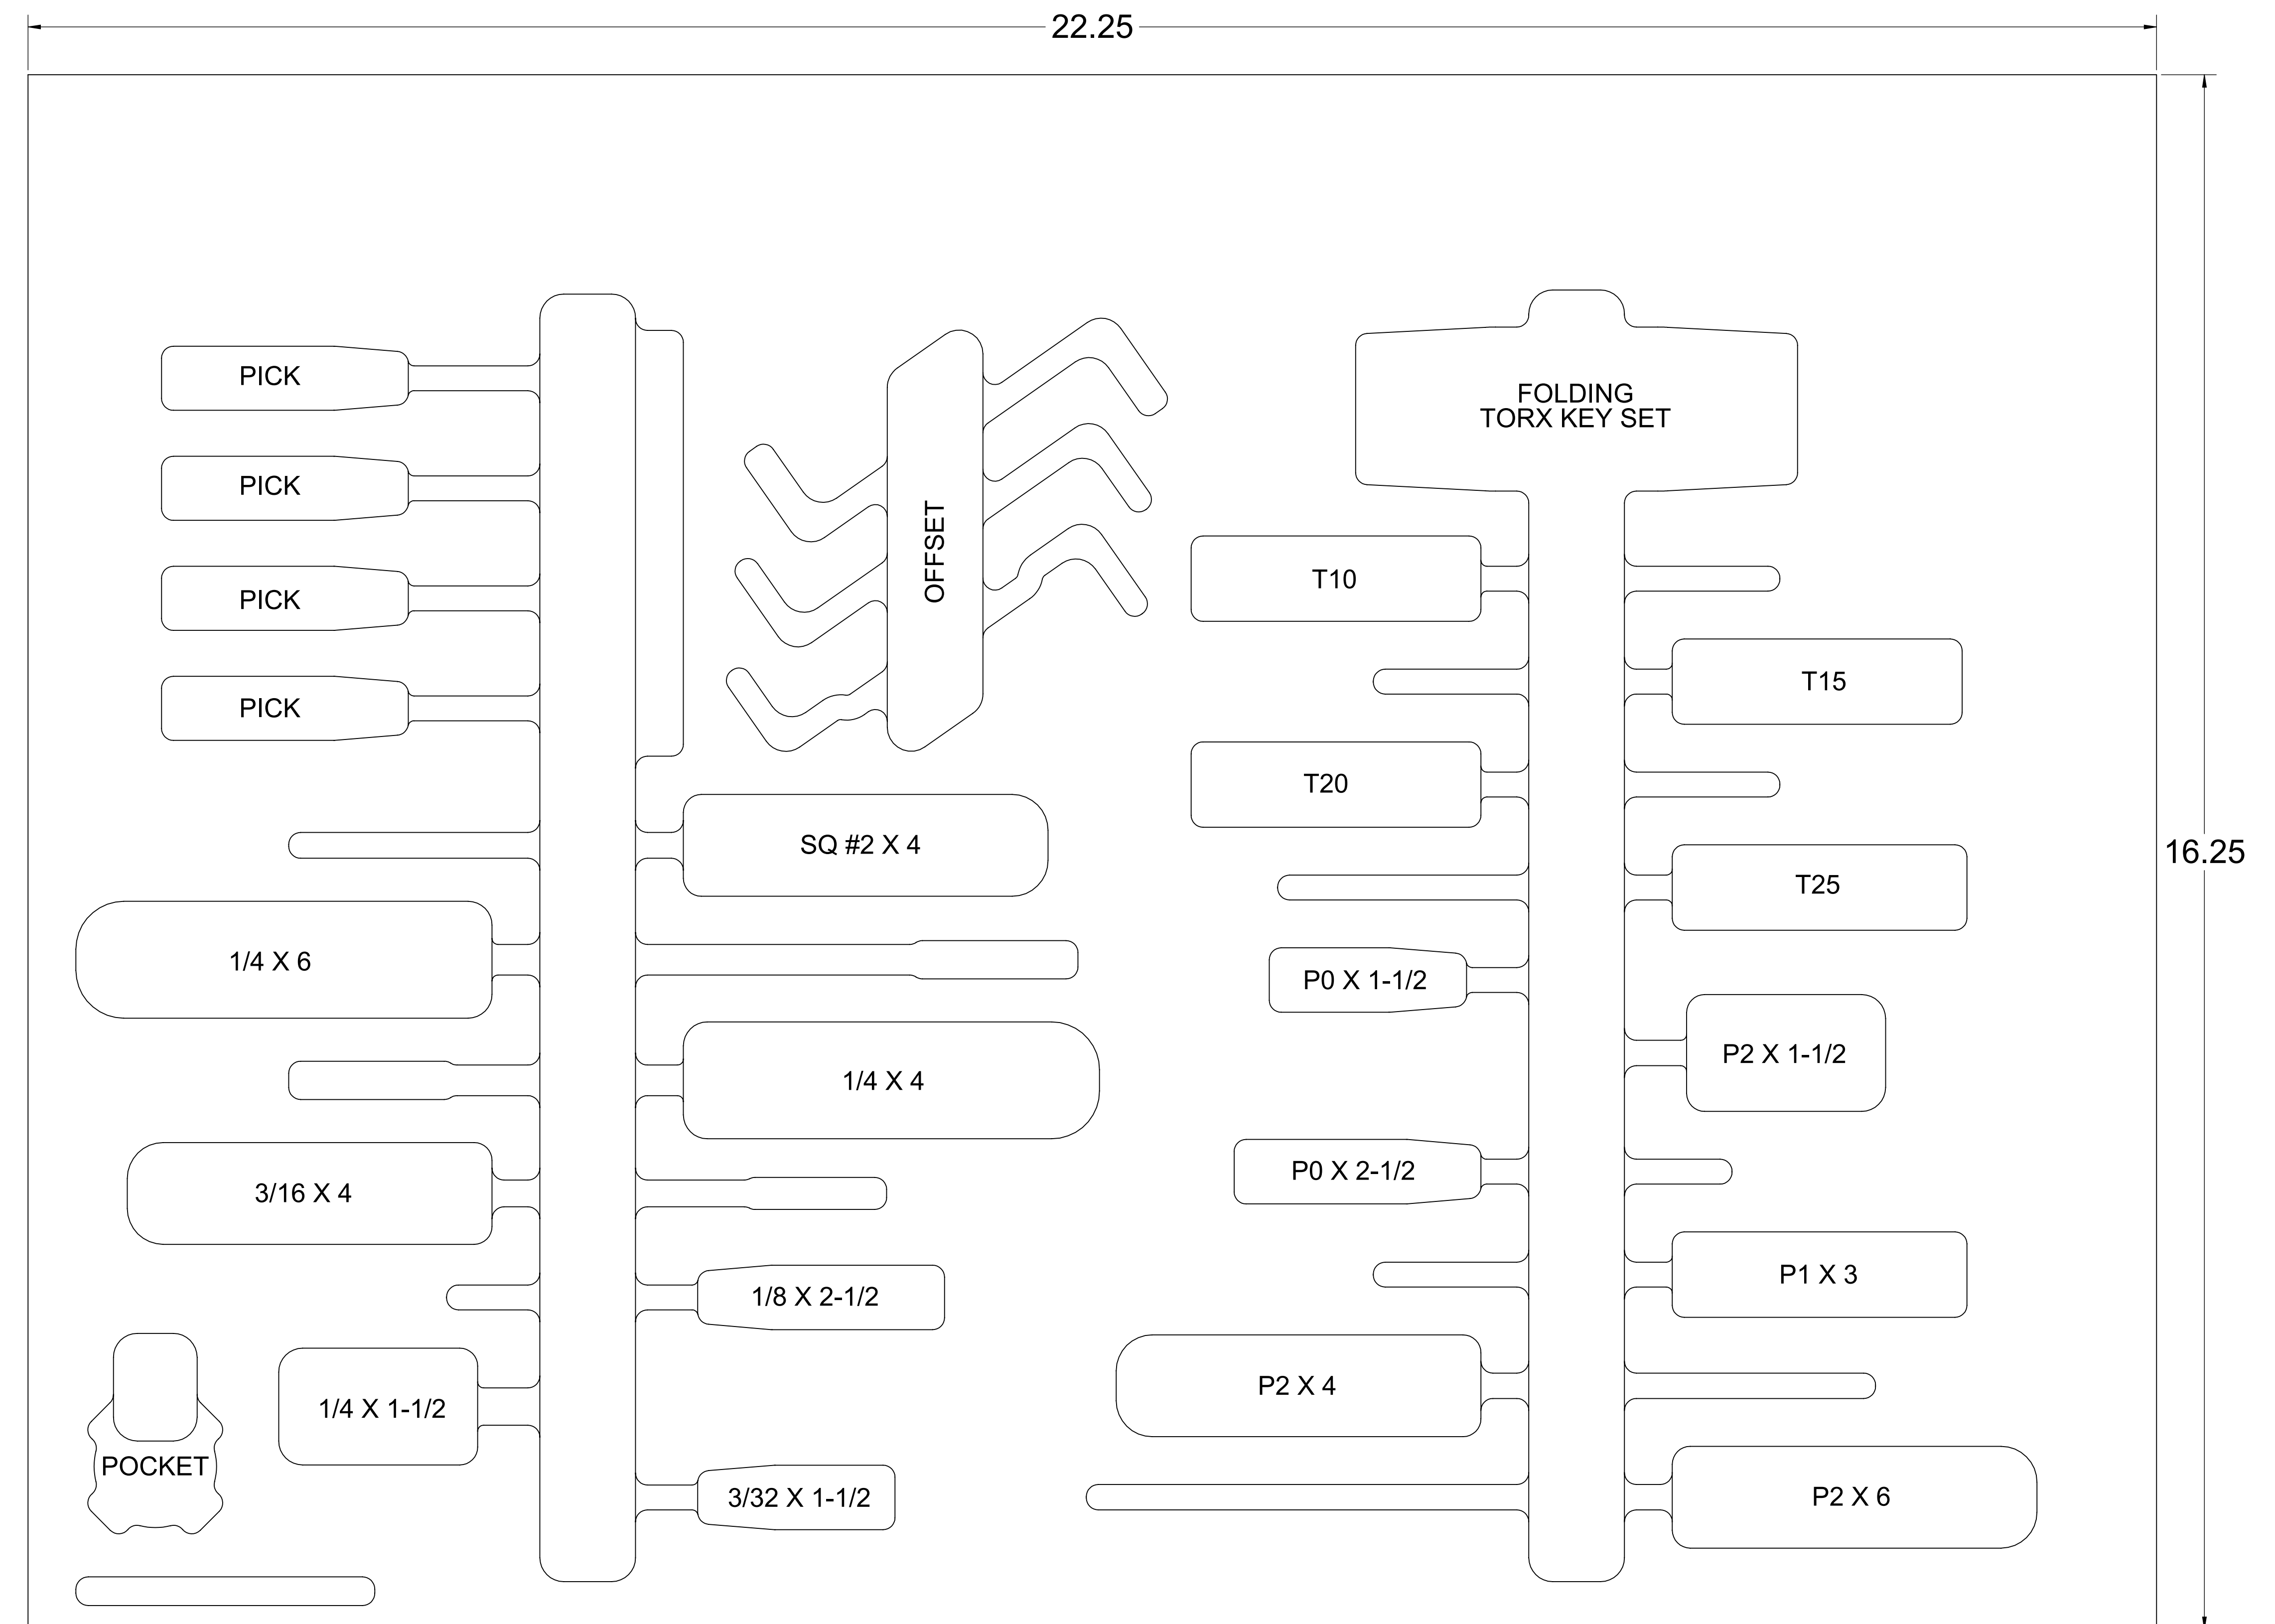 22.25
PICK
PICK
PICK
PICK
OFFSET
FOLDING
TORX KEY SET
T10
T15
T20
16.25
SQ #2 X 4
T25
1/4 X 6
P0 X 1-1/2
P2 X 1-1/2
1/4 X 4
P0 X 2-1/2
3/16 X 4
P1 X 3
1/8 X 2-1/2
P2 X 4
1/4 X 1-1/2
POCKET
3/32 X 1-1/2
P2 X 6